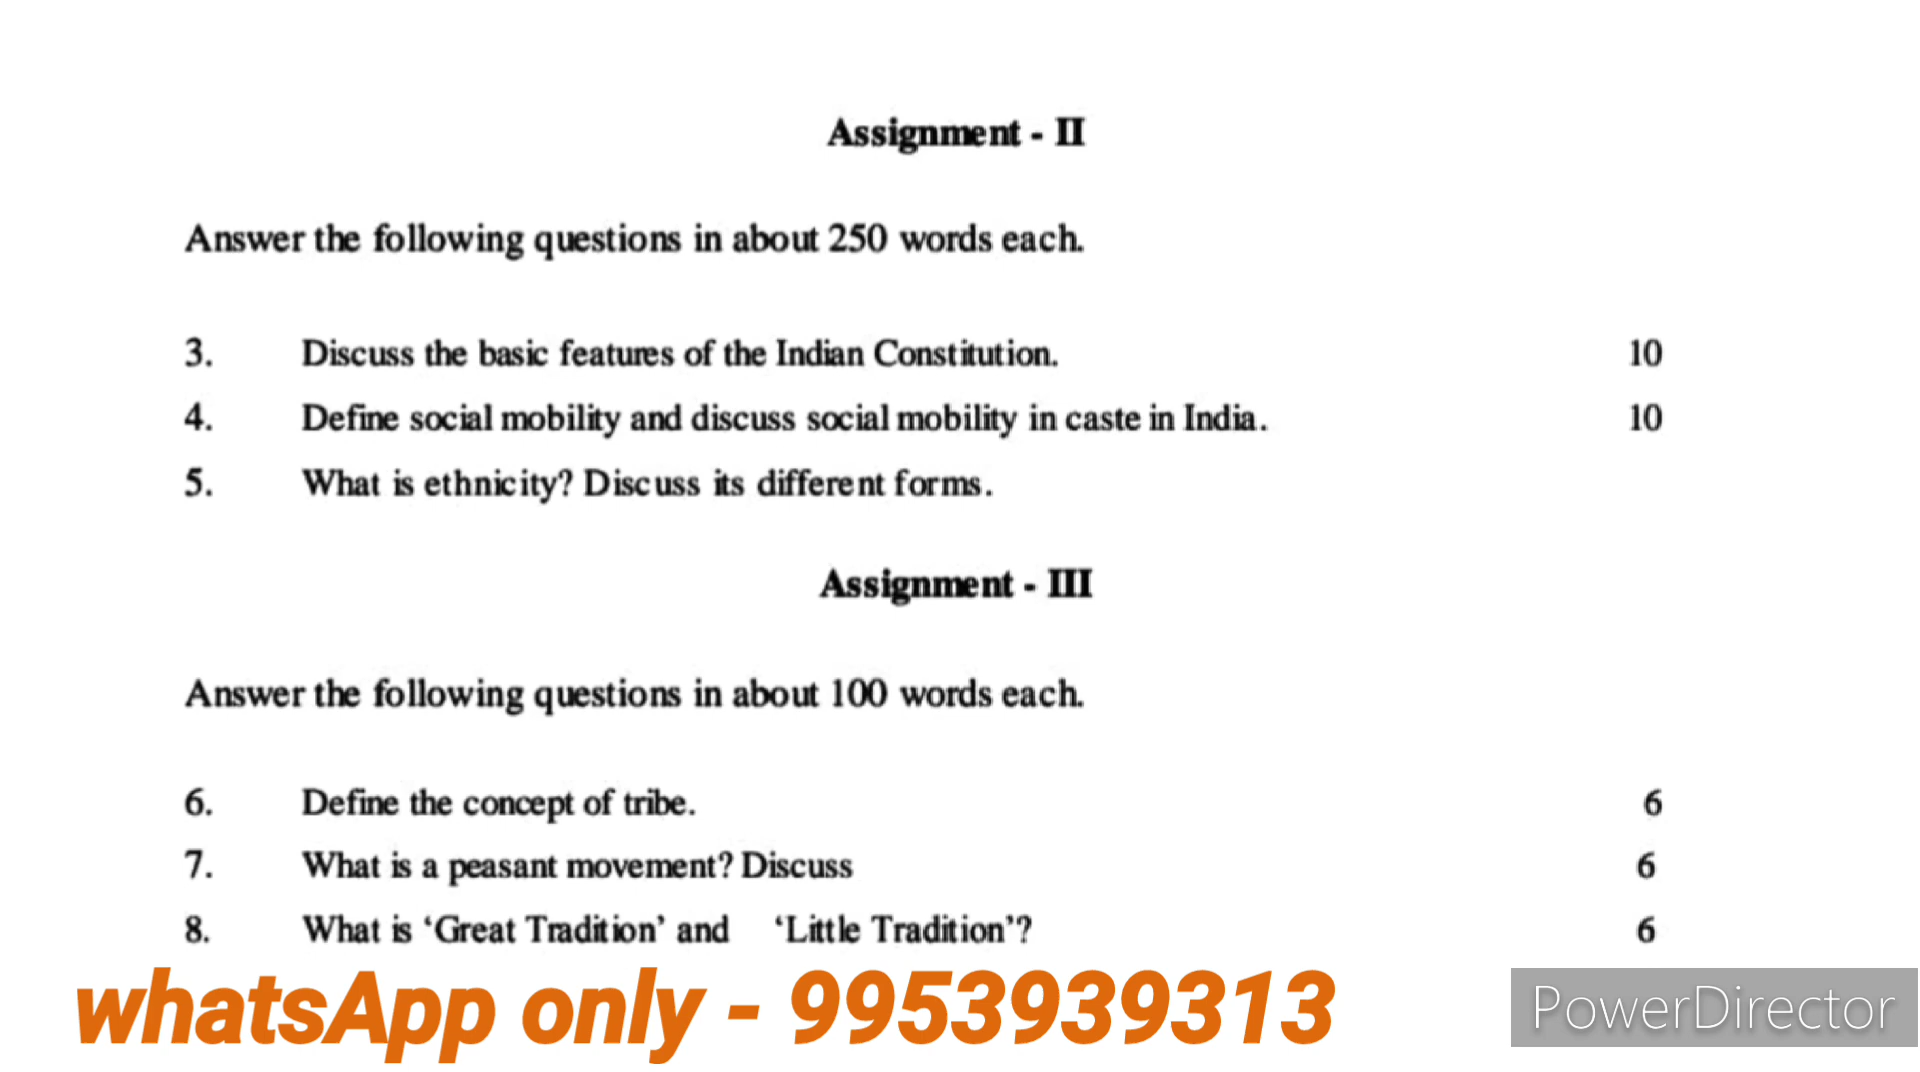 Assignment - II
Answer the following questions in about 250 words each.
3. Discuss the basic features of the Indian Constitution. 10
4. Define social mobility and discuss social mobility in caste in India. 10
5. What is ethnicity? Discuss its different forms.
Assignment - III
Answer the following questions in about 100 words each.
6. Define the concept of tribe. 6
7. What is a peasant movement? Discuss 6
8. What is ‘Great Tradition’ and ‘Little Tradition’? 6
whatsApp only - 9953939313
PowerDirector